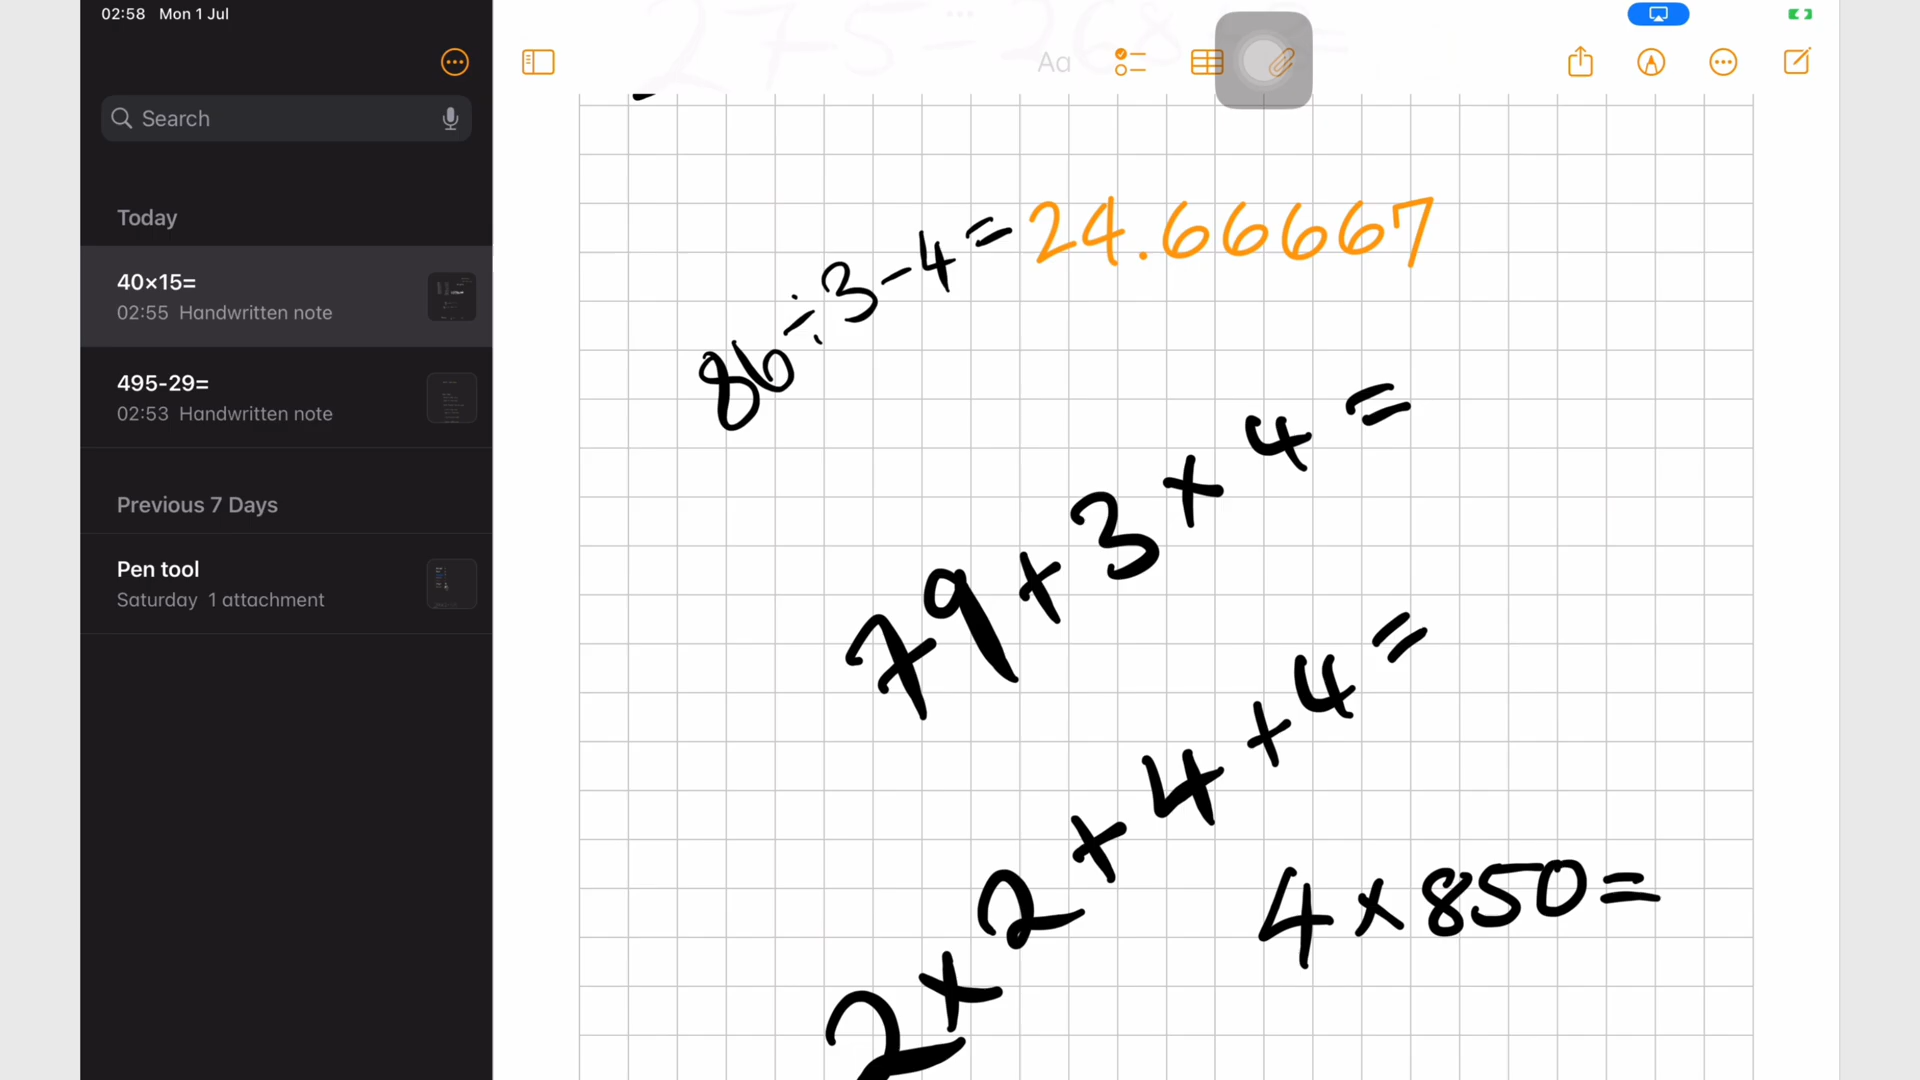 02:58 Mon 1 Jul
Search
Today
40×15=
02:55 Handwritten note
495-29=
02:53 Handwritten note
Previous 7 Days
Pen tool
Saturday 1 attachment
Aa
86÷3-4=24.66667
79+3×4=
2×2+4+4=
4×850=